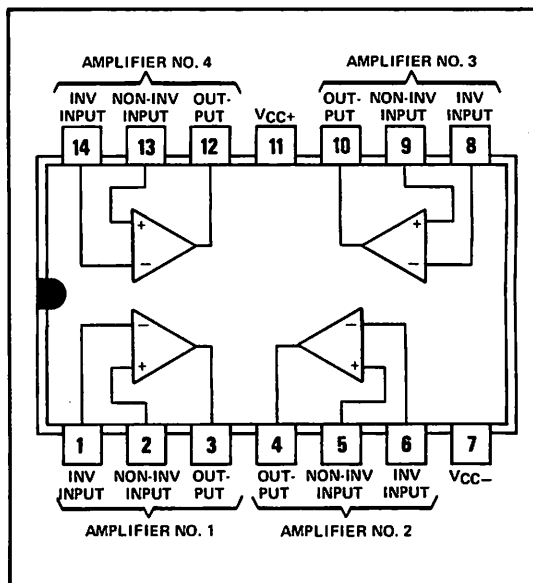 AMPLIFIER NO. 4 AMPLIFIER NO. 3
INV INPUT NON-INV INPUT OUT-PUT VCC+ OUT-PUT NON-INV INPUT INV INPUT
14 13 12 11 10 9 8
+ +
− −
− −
+ +
1 2 3 4 5 6 7
INV INPUT NON-INV INPUT OUT-PUT OUT-PUT NON-INV INPUT INV INPUT VCC−
AMPLIFIER NO. 1 AMPLIFIER NO. 2